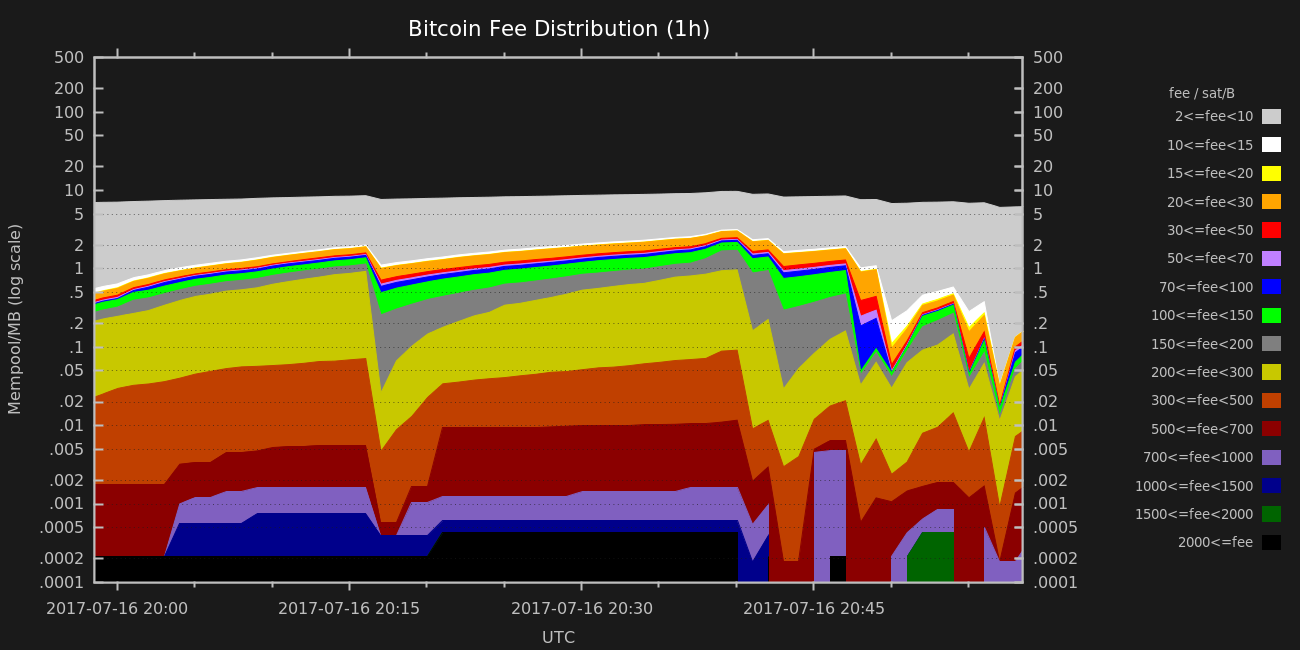 Bitcoin Fee Distribution (1h)
500 500
200 200
100 100
50 50
20 20
10 10
5 5
2 2
1 1
.5 .5
.2 .2
.1 .1
.05 .05
.02 .02
.01 .01
.005 .005
.002 .002
.001 .001
.0005 .0005
.0002 .0002
.0001 .0001
Mempool/MB (log scale)
2017-07-16 20:00 2017-07-16 20:15 2017-07-16 20:30 2017-07-16 20:45
UTC
fee / sat/B
2<=fee<10
10<=fee<15
15<=fee<20
20<=fee<30
30<=fee<50
50<=fee<70
70<=fee<100
100<=fee<150
150<=fee<200
200<=fee<300
300<=fee<500
500<=fee<700
700<=fee<1000
1000<=fee<1500
1500<=fee<2000
2000<=fee